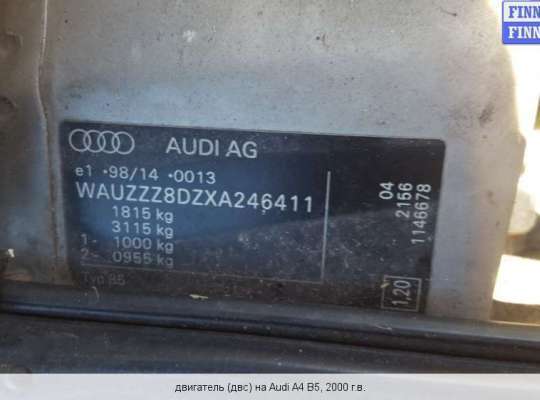 FINN
FINN
AUDI AG
e1 *98/14 *0013
WAUZZZ8DZXA246411
1815 kg
3115 kg
1- 1000 kg
2- 0955 kg
Typ B5
04
2156
1146678
1,20
двигатель (двс) на Audi A4 B5, 2000 г.в.